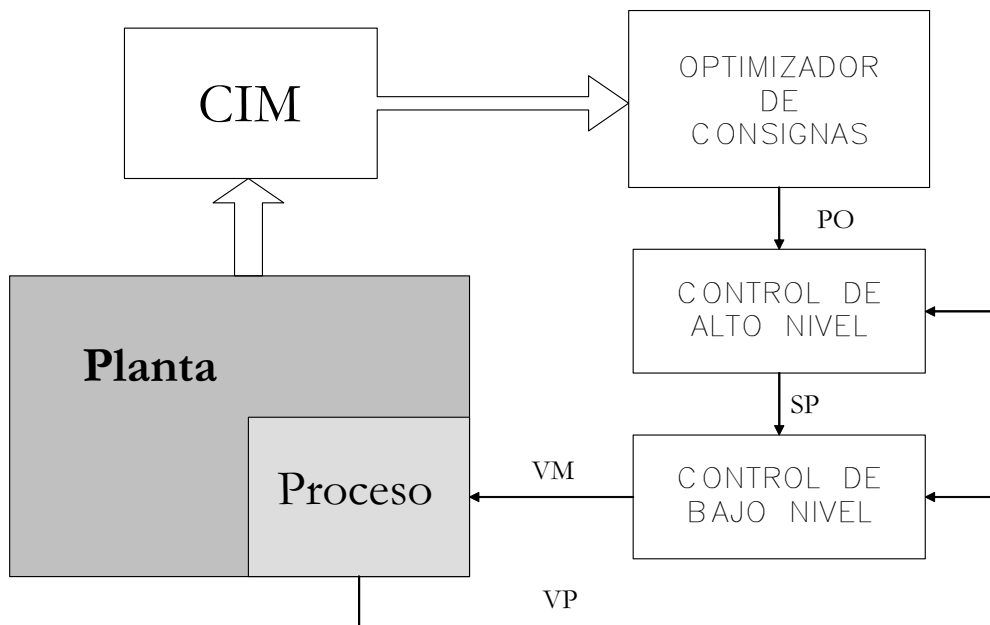 CIM
OPTIMIZADOR
DE
CONSIGNAS
PO
CONTROL DE
ALTO NIVEL
Planta
SP
Proceso
VM
CONTROL DE
BAJO NIVEL
VP